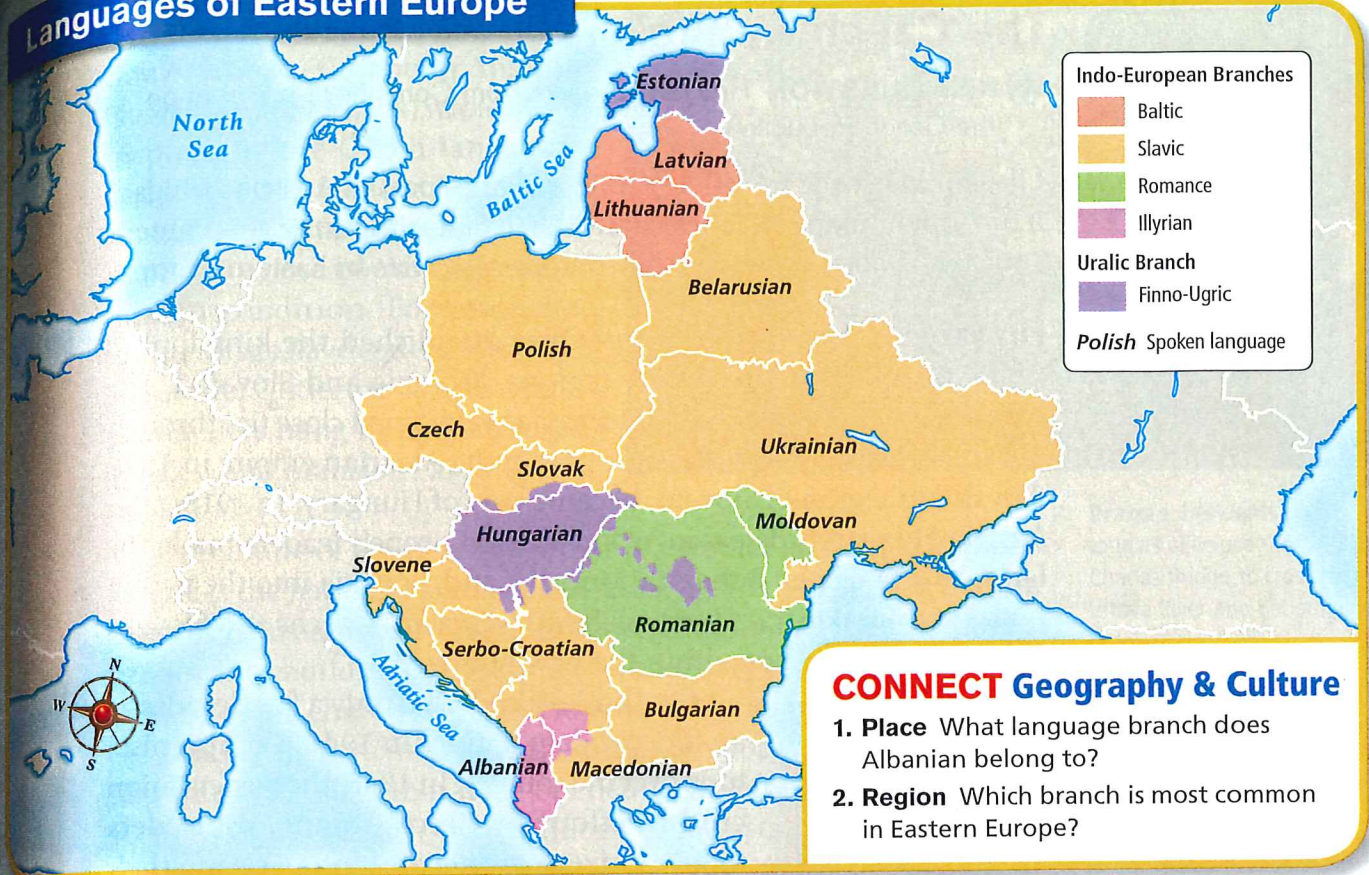 Languages of Eastern Europe
North
Sea
Baltic Sea
Estonian
Latvian
Lithuanian
Belarusian
Polish
Czech
Slovak
Ukrainian
Hungarian
Moldovan
Slovene
Romanian
Serbo-Croatian
Adriatic Sea
Bulgarian
Albanian
Macedonian
N
W
E
S
Indo-European Branches
Baltic
Slavic
Romance
Illyrian
Uralic Branch
Finno-Ugric
Polish Spoken language
CONNECT Geography & Culture
1. Place What language branch does
Albanian belong to?
2. Region Which branch is most common
in Eastern Europe?